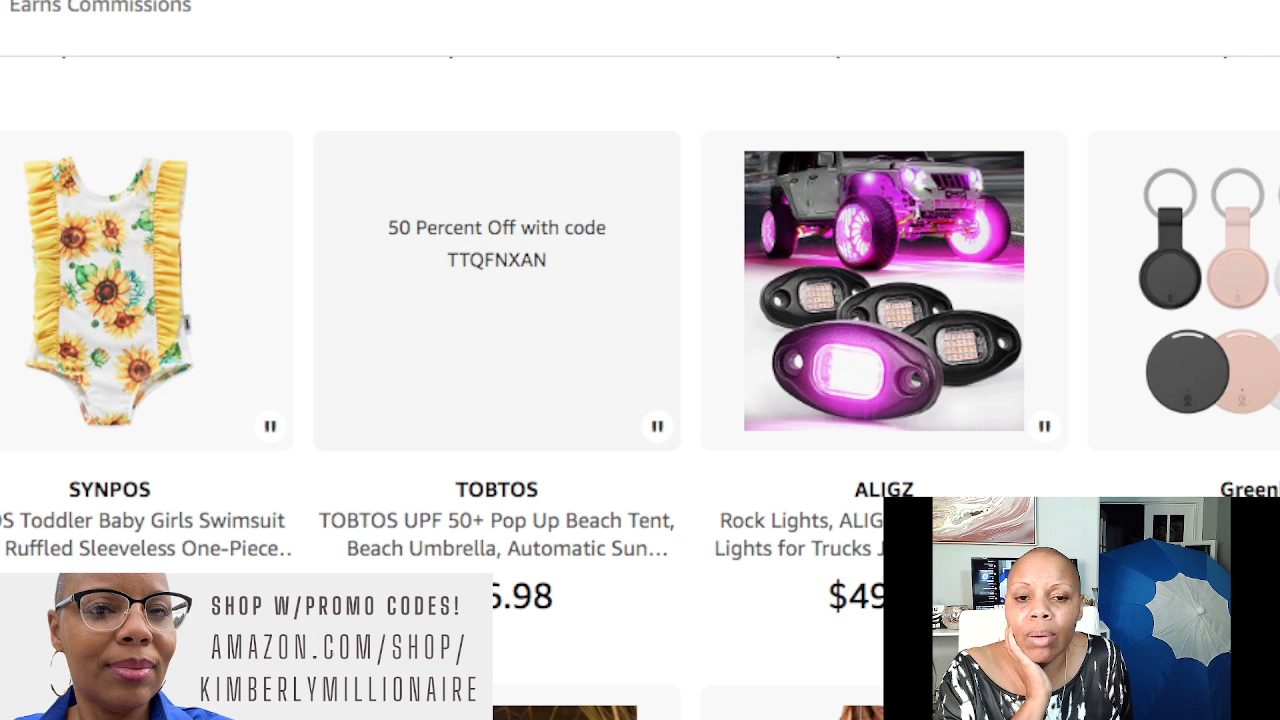 Earns Commissions
50 Percent Off with code
TTQFNXAN
SYNPOS
TOBTOS
ALIGZ
S Toddler Baby Girls Swimsuit
Ruffled Sleeveless One-Piece..
TOBTOS UPF 50+ Pop Up Beach Tent,
Beach Umbrella, Automatic Sun...
Rock Lights, ALIG
Lights for Trucks
.98
$49
SHOP W/PROMO CODES!
AMAZON.COM/SHOP/
KIMBERLYMILLIONAIRE